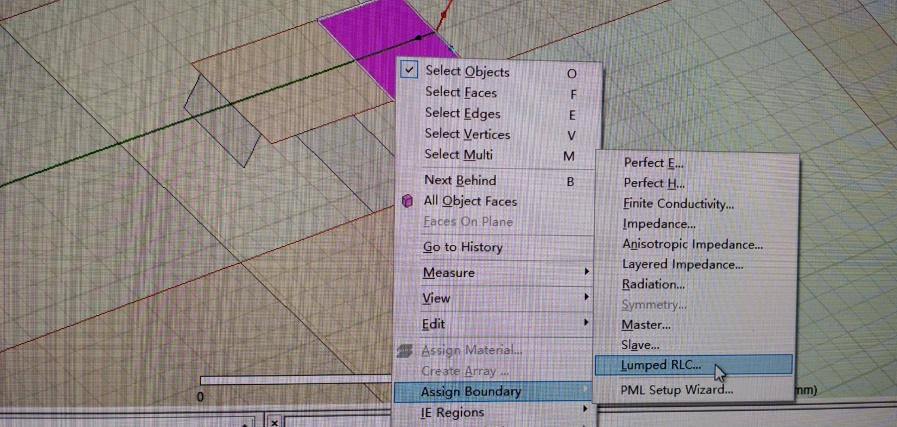 Select Objects O
Select Faces F
Select Edges E
Select Vertices V
Select Multi M
Next Behind B
All Object Faces
Faces On Plane
Go to History
Measure
View
Edit
Assign Material...
Create Array ...
Assign Boundary
IE Regions
Perfect E...
Perfect H...
Finite Conductivity...
Impedance...
Anisotropic Impedance...
Layered Impedance...
Radiation...
Symmetry...
Master...
Slave...
Lumped RLC...
PML Setup Wizard...
0
mm)